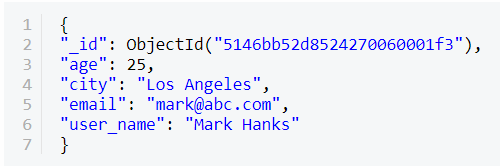 1 {
2 "_id": ObjectId("5146bb52d8524270060001f3"),
3 "age": 25,
4 "city": "Los Angeles",
5 "email": "mark@abc.com",
6 "user_name": "Mark Hanks"
7 }